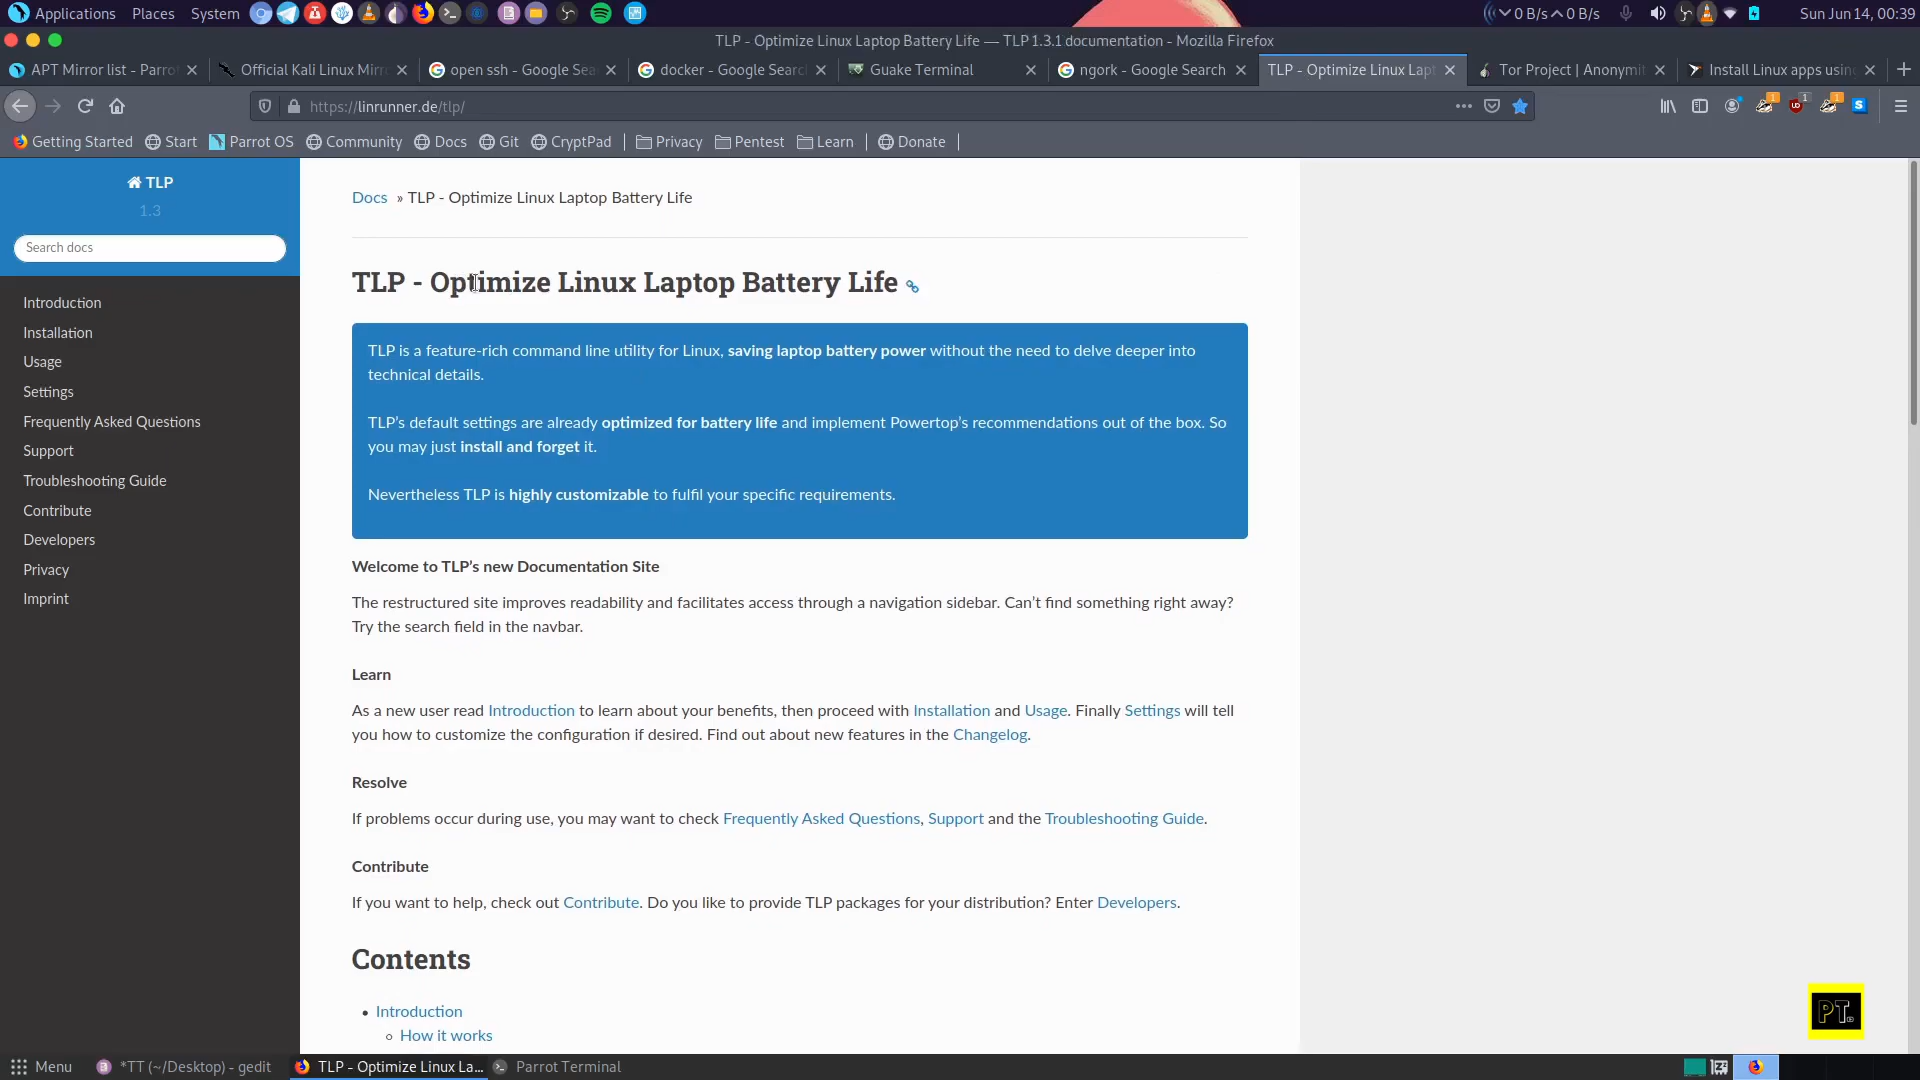 Applications Places System 0 B/s 0 B/s Sun Jun 14, 00:39
TLP - Optimize Linux Laptop Battery Life — TLP 1.3.1 documentation - Mozilla Firefox
APT Mirror list - Parro Official Kali Linux Mirr open ssh - Google Sea docker - Google Search Guake Terminal ngork - Google Search TLP - Optimize Linux Lapt Tor Project | Anonymit Install Linux apps usin
https://linrunner.de/tlp/
Getting Started Start Parrot OS Community Docs Git CryptPad Privacy Pentest Learn Donate
TLP
1.3
Search docs
Introduction
Installation
Usage
Settings
Frequently Asked Questions
Support
Troubleshooting Guide
Contribute
Developers
Privacy
Imprint
Docs » TLP - Optimize Linux Laptop Battery Life
TLP - Optimize Linux Laptop Battery Life
TLP is a feature-rich command line utility for Linux, saving laptop battery power without the need to delve deeper into
technical details.
TLP’s default settings are already optimized for battery life and implement Powertop’s recommendations out of the box. So
you may just install and forget it.
Nevertheless TLP is highly customizable to fulfil your specific requirements.
Welcome to TLP’s new Documentation Site
The restructured site improves readability and facilitates access through a navigation sidebar. Can’t find something right away?
Try the search field in the navbar.
Learn
As a new user read Introduction to learn about your benefits, then proceed with Installation and Usage. Finally Settings will tell
you how to customize the configuration if desired. Find out about new features in the Changelog.
Resolve
If problems occur during use, you may want to check Frequently Asked Questions, Support and the Troubleshooting Guide.
Contribute
If you want to help, check out Contribute. Do you like to provide TLP packages for your distribution? Enter Developers.
Contents
• Introduction
◦ How it works
PT
Menu *TT (~/Desktop) - gedit TLP - Optimize Linux La... Parrot Terminal